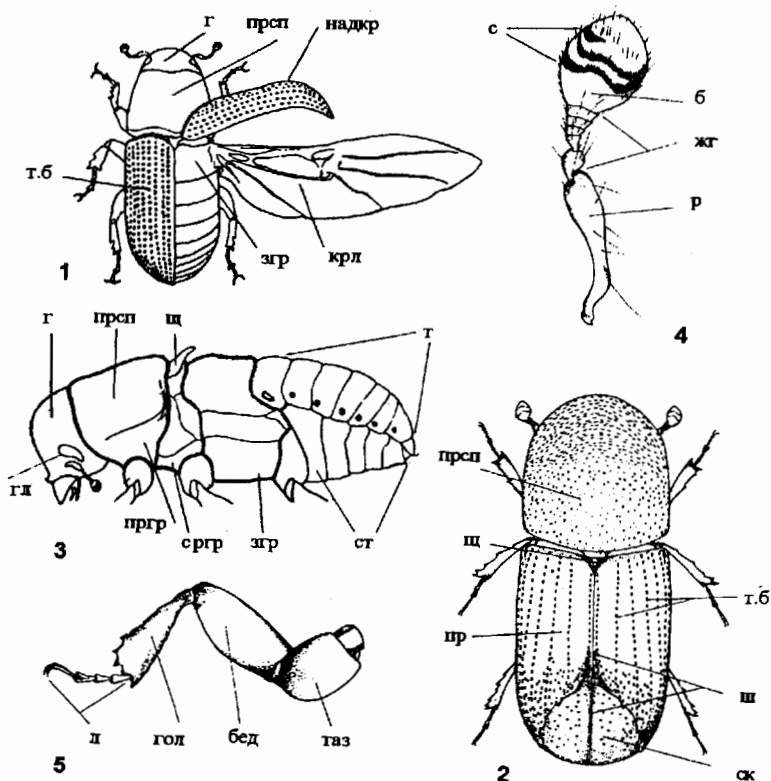 г
прсп
надкр
т.б
згр
крл
1
с
б
жг
р
4
г
прсп
щ
т
гл
пргр
сргр
згр
ст
3
прсп
щ
т.б
пр
ш
ск
2
л
гол
бед
таз
5